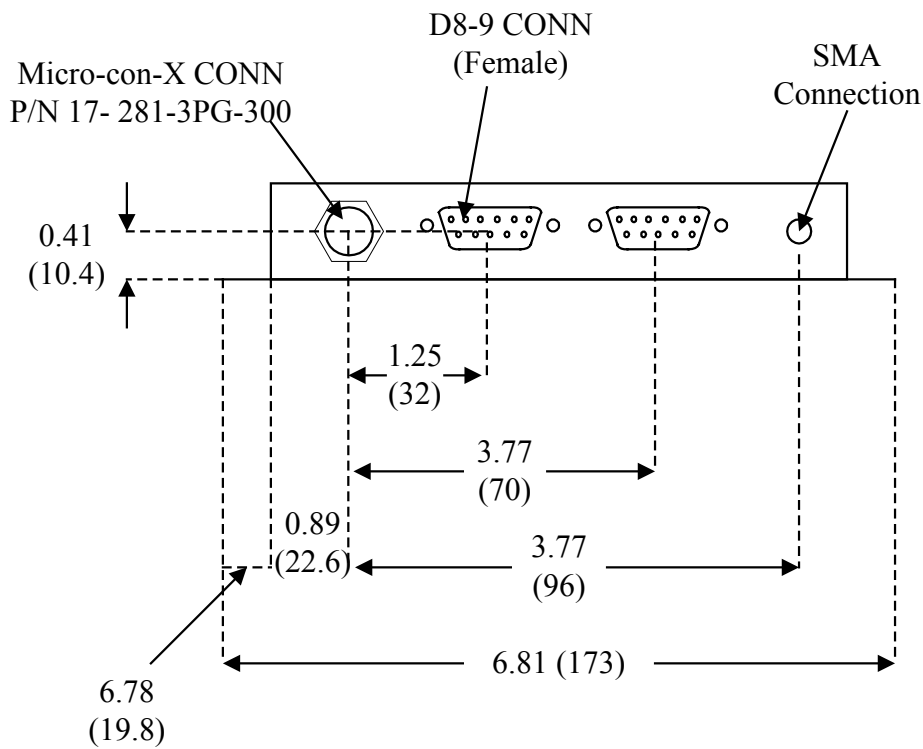 D8-9 CONN
(Female)
Micro-con-X CONN
P/N 17- 281-3PG-300
SMA
Connection
0.41
(10.4)
1.25
(32)
3.77
(70)
0.89
(22.6)
3.77
(96)
6.81 (173)
6.78
(19.8)